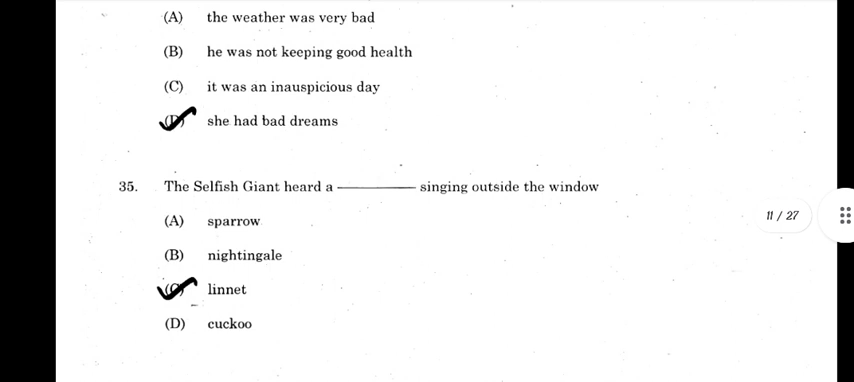 (A) the weather was very bad
(B) he was not keeping good health
(C) it was an inauspicious day
(D) she had bad dreams
35. The Selfish Giant heard a ———— singing outside the window
11 / 27
(A) sparrow
(B) nightingale
(C) linnet
(D) cuckoo